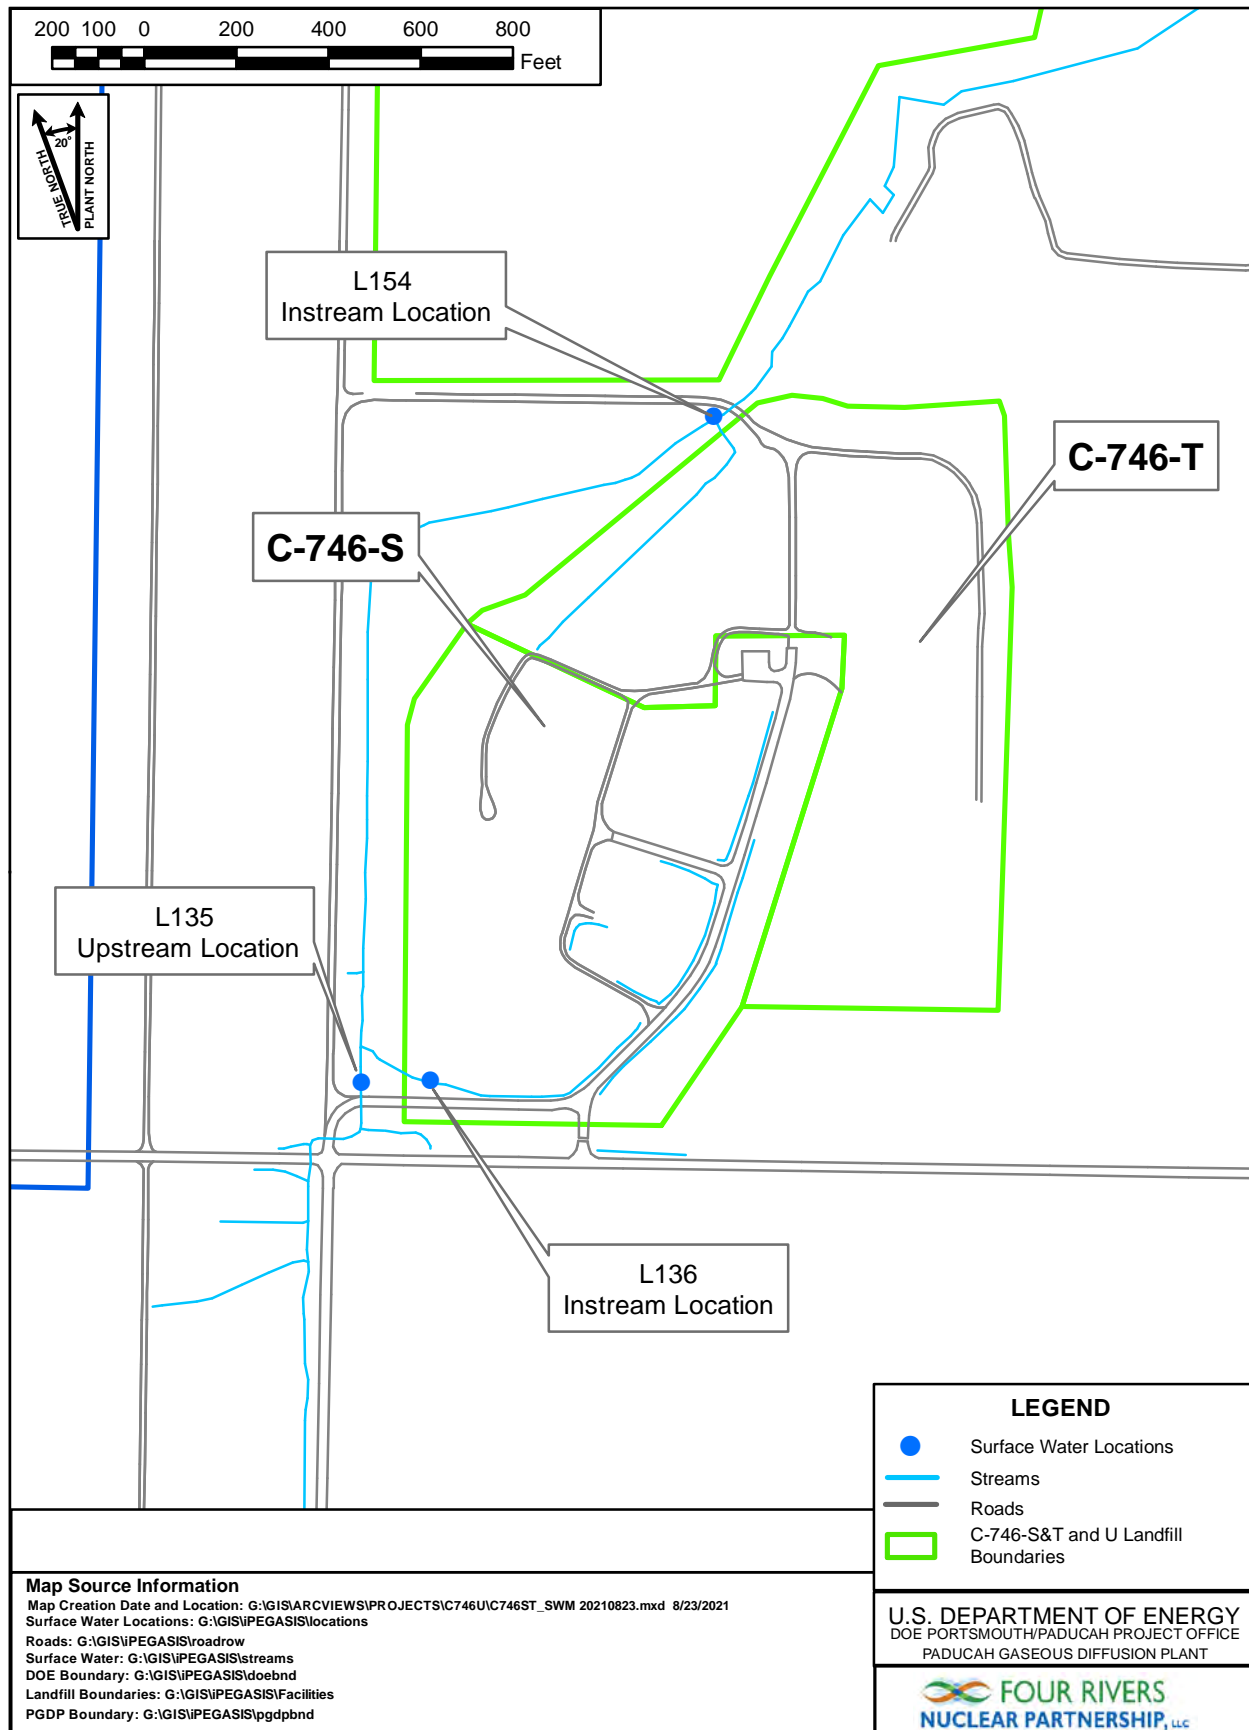 200 100 0 200 400 600 800
Feet
20°
TRUE NORTH
PLANT NORTH
L154
Instream Location
C-746-T
C-746-S
L135
Upstream Location
L136
Instream Location
LEGEND
Surface Water Locations
Streams
Roads
C-746-S&T and U Landfill
Boundaries
Map Source Information
Map Creation Date and Location: G:\GIS\ARCVIEWS\PROJECTS\C746U\C746ST_SWM 20210823.mxd 8/23/2021
Surface Water Locations: G:\GIS\iPEGASIS\locations
Roads: G:\GIS\iPEGASIS\roadrow
Surface Water: G:\GIS\iPEGASIS\streams
DOE Boundary: G:\GIS\iPEGASIS\doebnd
Landfill Boundaries: G:\GIS\iPEGASIS\Facilities
PGDP Boundary: G:\GIS\iPEGASIS\pgdpbnd
U.S. DEPARTMENT OF ENERGY
DOE PORTSMOUTH/PADUCAH PROJECT OFFICE
PADUCAH GASEOUS DIFFUSION PLANT
FOUR RIVERS
NUCLEAR PARTNERSHIP, LLC